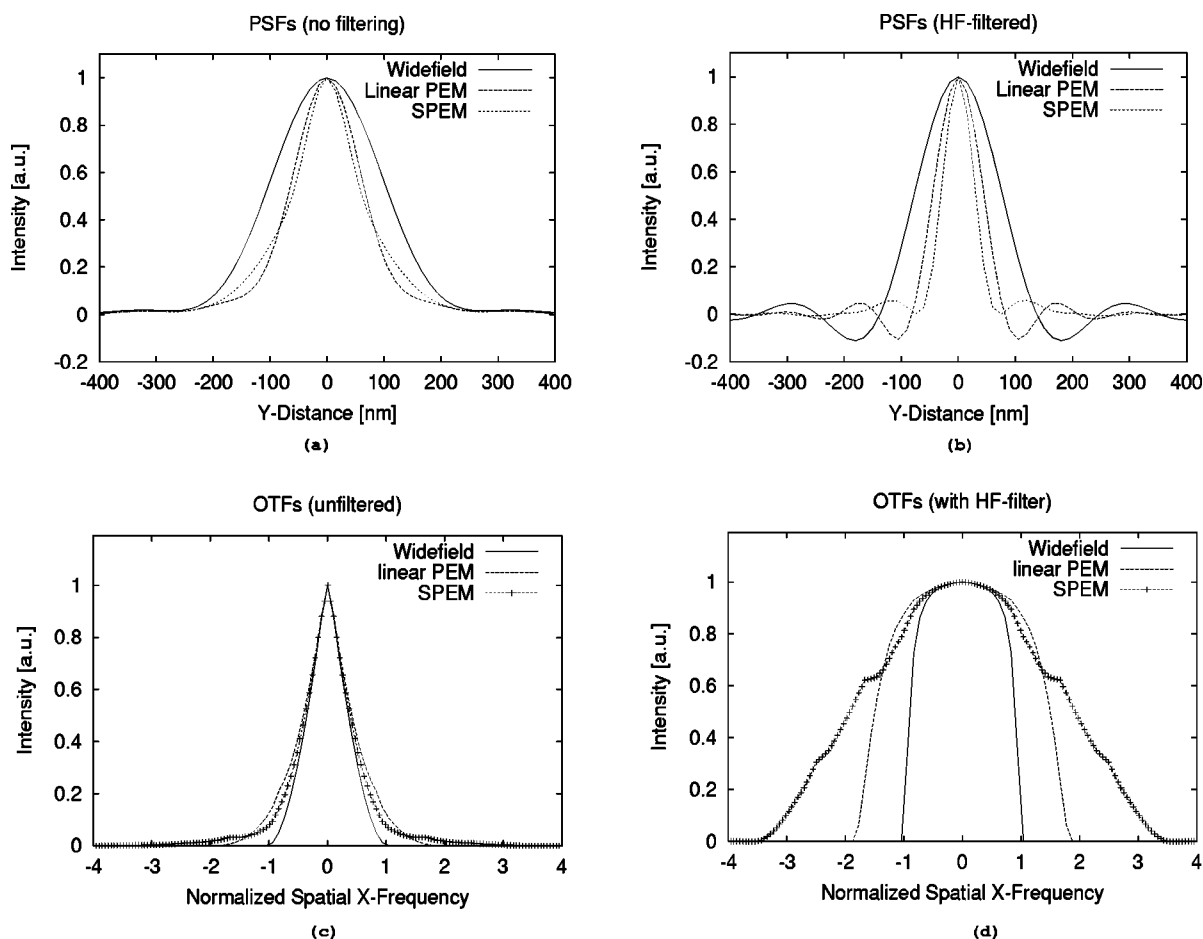 PSFs (no filtering)
Widefield
Linear PEM
SPEM
Intensity [a.u.]
1
0.8
0.6
0.4
0.2
0
-0.2
-400 -300 -200 -100 0 100 200 300 400
Y-Distance [nm]
(a)
PSFs (HF-filtered)
Widefield
Linear PEM
SPEM
Intensity [a.u.]
1
0.8
0.6
0.4
0.2
0
-0.2
-400 -300 -200 -100 0 100 200 300 400
Y-Distance [nm]
(b)
OTFs (unfiltered)
Widefield
linear PEM
SPEM
Intensity [a.u.]
1
0.8
0.6
0.4
0.2
0
-4 -3 -2 -1 0 1 2 3 4
Normalized Spatial X-Frequency
(c)
OTFs (with HF-filter)
Widefield
linear PEM
SPEM
Intensity [a.u.]
1
0.8
0.6
0.4
0.2
0
-4 -3 -2 -1 0 1 2 3 4
Normalized Spatial X-Frequency
(d)